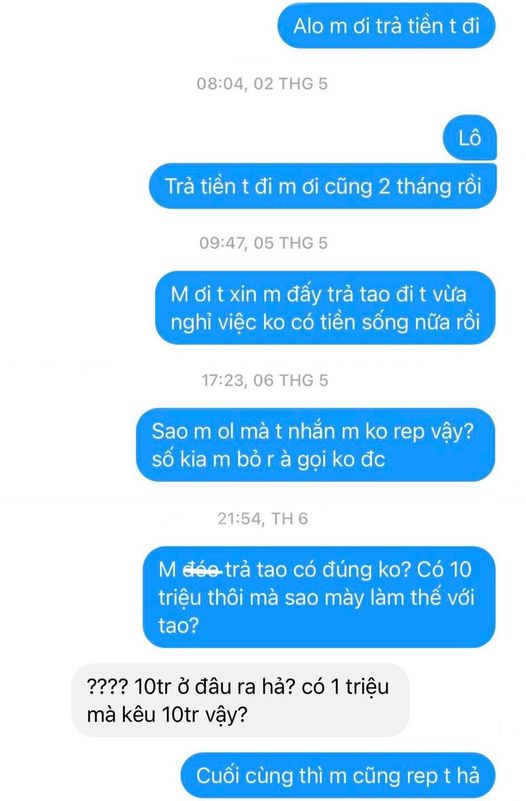 Alo m ơi trả tiền t đi
08:04, 02 THG 5
Lô
Trả tiền t đi m ơi cũng 2 tháng rồi
09:47, 05 THG 5
M ơi t xin m đấy trả tao đi t vừa
nghỉ việc ko có tiền sống nữa rồi
17:23, 06 THG 5
Sao m ol mà t nhắn m ko rep vậy?
số kia m bỏ r à gọi ko đc
21:54, TH 6
M đéo trả tao có đúng ko? Có 10
triệu thôi mà sao mày làm thế với
tao?
???? 10tr ở đâu ra hả? có 1 triệu
mà kêu 10tr vậy?
Cuối cùng thì m cũng rep t hả